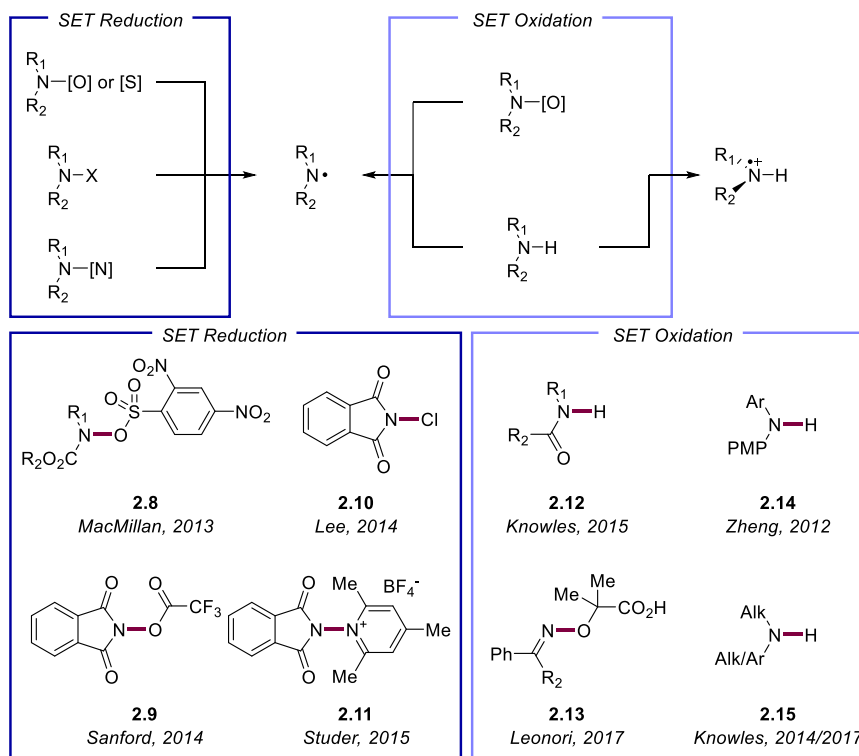 SET Reduction
SET Oxidation
R1
N—[O] or [S]
R2
R1
N—X
R2
R1
N—[N]
R2
R1
N•
R2
R1
N—[O]
R2
R1
N—H
R2
R1
•+
N—H
R2
SET Reduction
O2N
O O
S
R1
N
O
NO2
R2O2C
2.8
MacMillan, 2013
O
N Cl
O
2.10
Lee, 2014
O
O
CF3
N O
O
2.9
Sanford, 2014
O
Me
BF4-
N N+
Me
Me
O
2.11
Studer, 2015
SET Oxidation
R1
N H
R2
O
2.12
Knowles, 2015
Ar
N H
PMP
2.14
Zheng, 2012
Me Me
CO2H
N O
Ph
R2
2.13
Leonori, 2017
Alk
N H
Alk/Ar
2.15
Knowles, 2014/2017